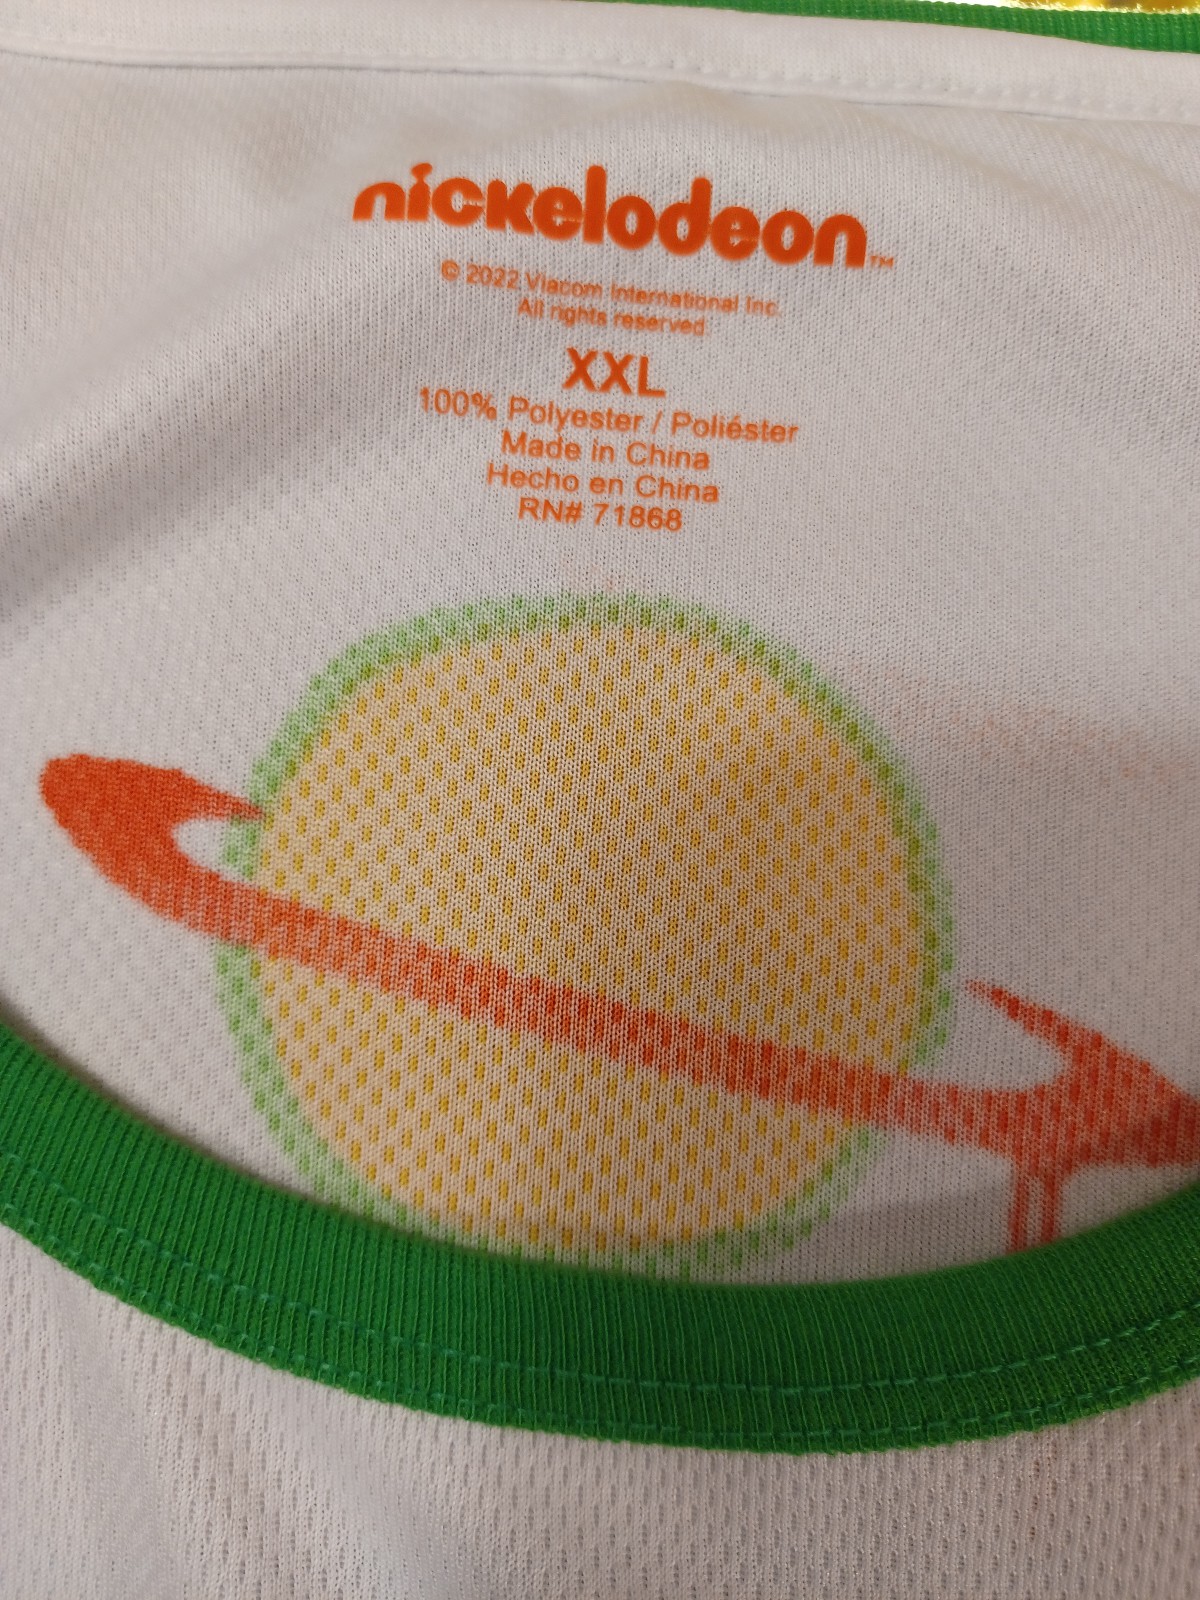 nickelodeon™
© 2022 Viacom International Inc.
All rights reserved.
XXL
100% Polyester / Poliéster
Made in China
Hecho en China
RN# 71868